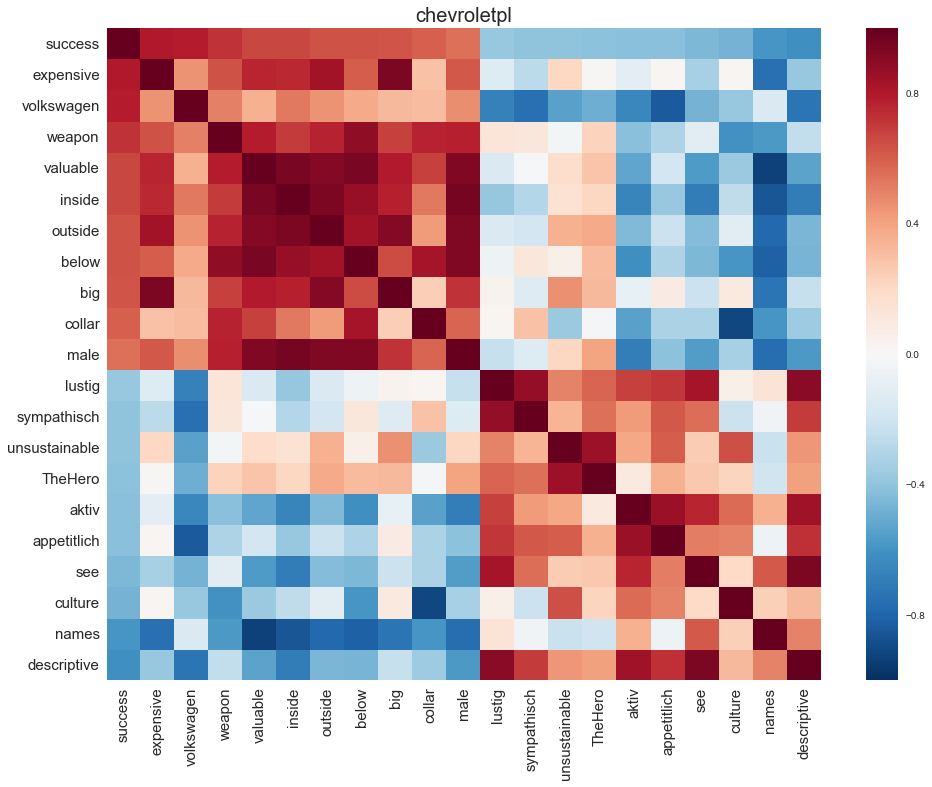 chevroletpl
success
expensive
volkswagen
weapon
valuable
inside
outside
below
big
collar
male
lustig
sympathisch
unsustainable
TheHero
aktiv
appetitlich
see
culture
names
descriptive
success
expensive
volkswagen
weapon
valuable
inside
outside
below
big
collar
male
lustig
sympathisch
unsustainable
TheHero
aktiv
appetitlich
see
culture
names
descriptive
0.8
0.4
0.0
−0.4
−0.8